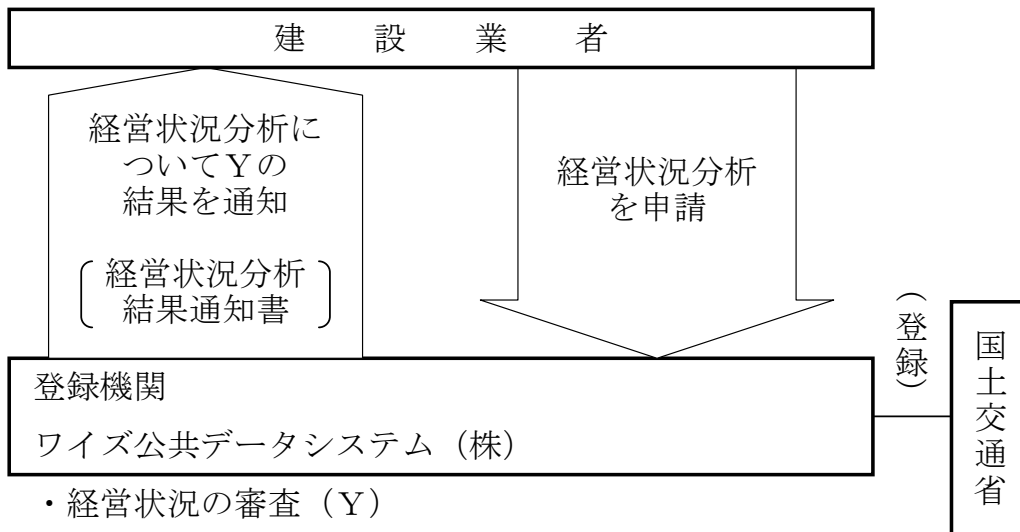 建設業者
経営状況分析に
ついてＹの
結果を通知
経営状況分析
結果通知書
経営状況分析
を申請
（登録）
国土交通省
登録機関
ワイズ公共データシステム（株）
・経営状況の審査（Ｙ）